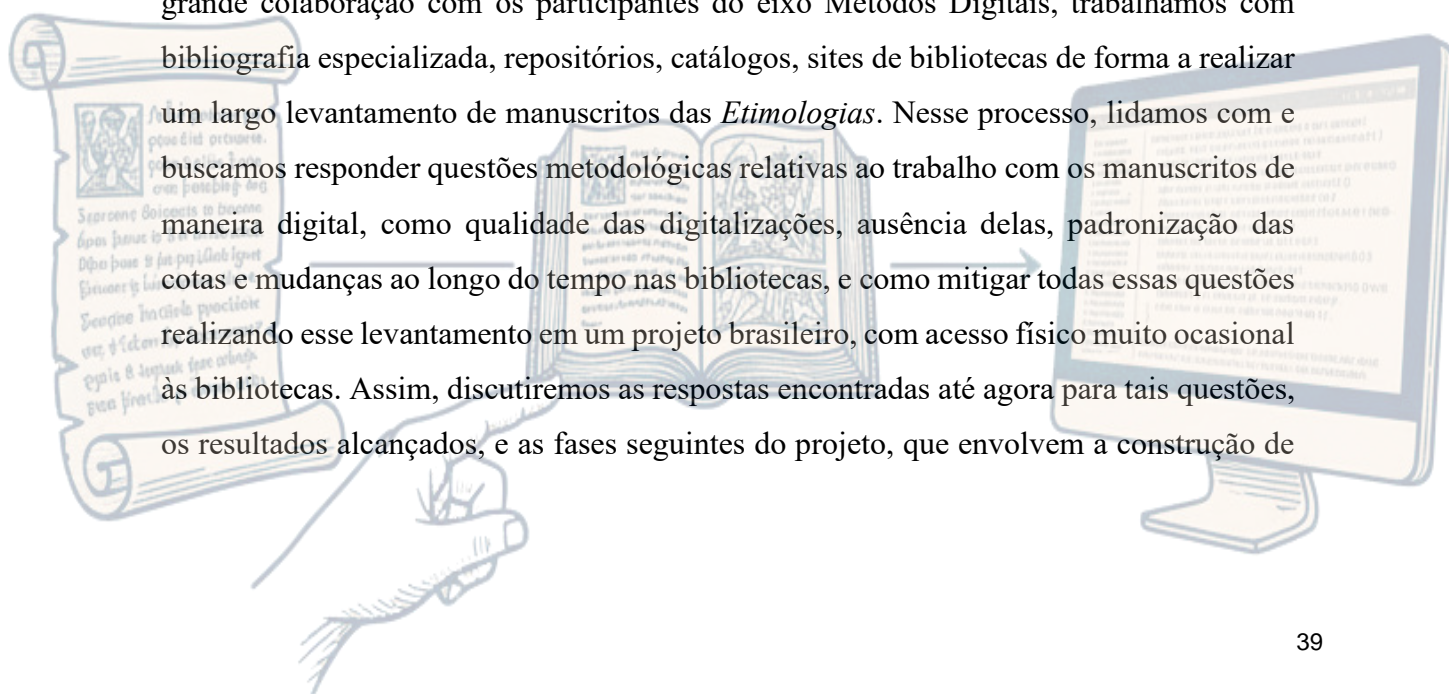 grande colaboração com os participantes do eixo Métodos Digitais, trabalhamos com
bibliografia especializada, repositórios, catálogos, sites de bibliotecas de forma a realizar
um largo levantamento de manuscritos das Etimologias. Nesse processo, lidamos com e
buscamos responder questões metodológicas relativas ao trabalho com os manuscritos de
maneira digital, como qualidade das digitalizações, ausência delas, padronização das
cotas e mudanças ao longo do tempo nas bibliotecas, e como mitigar todas essas questões
realizando esse levantamento em um projeto brasileiro, com acesso físico muito ocasional
às bibliotecas. Assim, discutiremos as respostas encontradas até agora para tais questões,
os resultados alcançados, e as fases seguintes do projeto, que envolvem a construção de
39